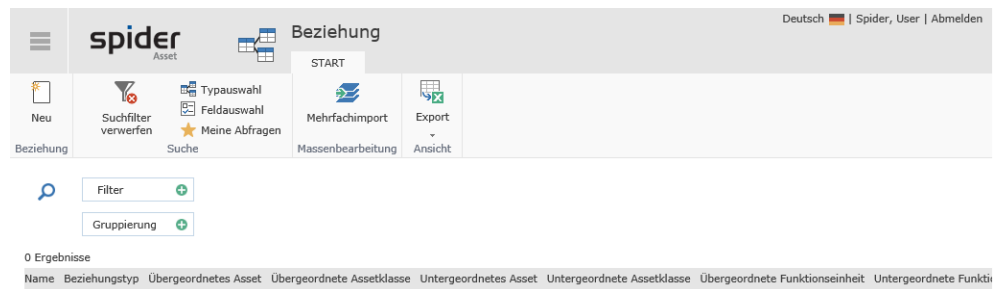 Deutsch | Spider, User | Abmelden
spider
Asset
Beziehung
START
Neu
Suchfilter
verwerfen
Typauswahl
Feldauswahl
Meine Abfragen
Mehrfachimport
Export
Beziehung
Suche
Massenbearbeitung
Ansicht
Filter
Gruppierung
0 Ergebnisse
Name Beziehungstyp Übergeordnetes Asset Übergeordnete Assetklasse Untergeordnetes Asset Untergeordnete Assetklasse Übergeordnete Funktionseinheit Untergeordnete